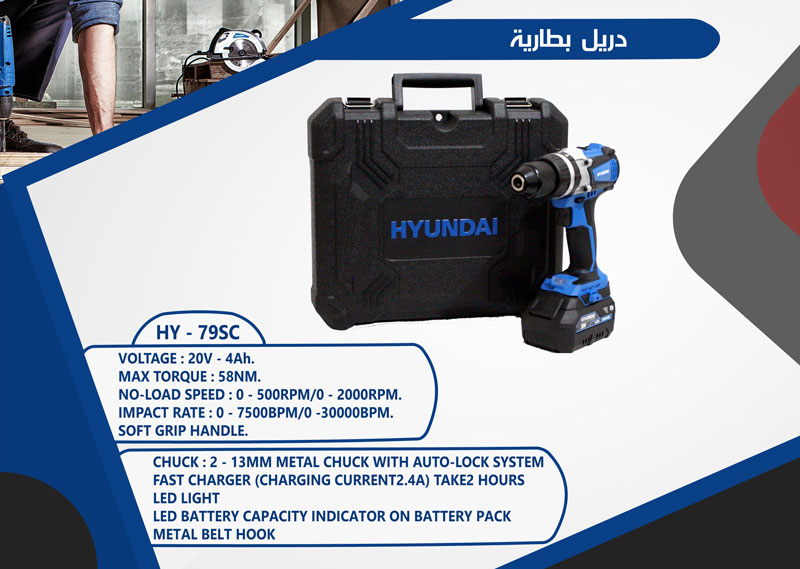 دريل بطارية
HYUNDAI
HYUNDAI
HY - 79SC
VOLTAGE : 20V - 4Ah.
MAX TORQUE : 58NM.
NO-LOAD SPEED : 0 - 500RPM/0 - 2000RPM.
IMPACT RATE : 0 - 7500BPM/0 -30000BPM.
SOFT GRIP HANDLE.
CHUCK : 2 - 13MM METAL CHUCK WITH AUTO-LOCK SYSTEM
FAST CHARGER (CHARGING CURRENT2.4A) TAKE2 HOURS
LED LIGHT
LED BATTERY CAPACITY INDICATOR ON BATTERY PACK
METAL BELT HOOK